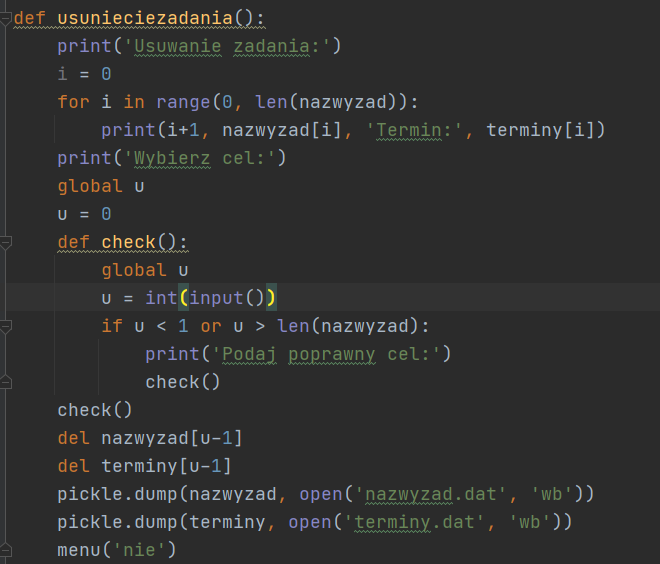 def usunieciezadania():
    print('Usuwanie zadania:')
    i = 0
    for i in range(0, len(nazwyzad)):
        print(i+1, nazwyzad[i], 'Termin:', terminy[i])
    print('Wybierz cel:')
    global u
    u = 0
    def check():
        global u
        u = int(input())
        if u < 1 or u > len(nazwyzad):
            print('Podaj poprawny cel:')
            check()
    check()
    del nazwyzad[u-1]
    del terminy[u-1]
    pickle.dump(nazwyzad, open('nazwyzad.dat', 'wb'))
    pickle.dump(terminy, open('terminy.dat', 'wb'))
    menu('nie')